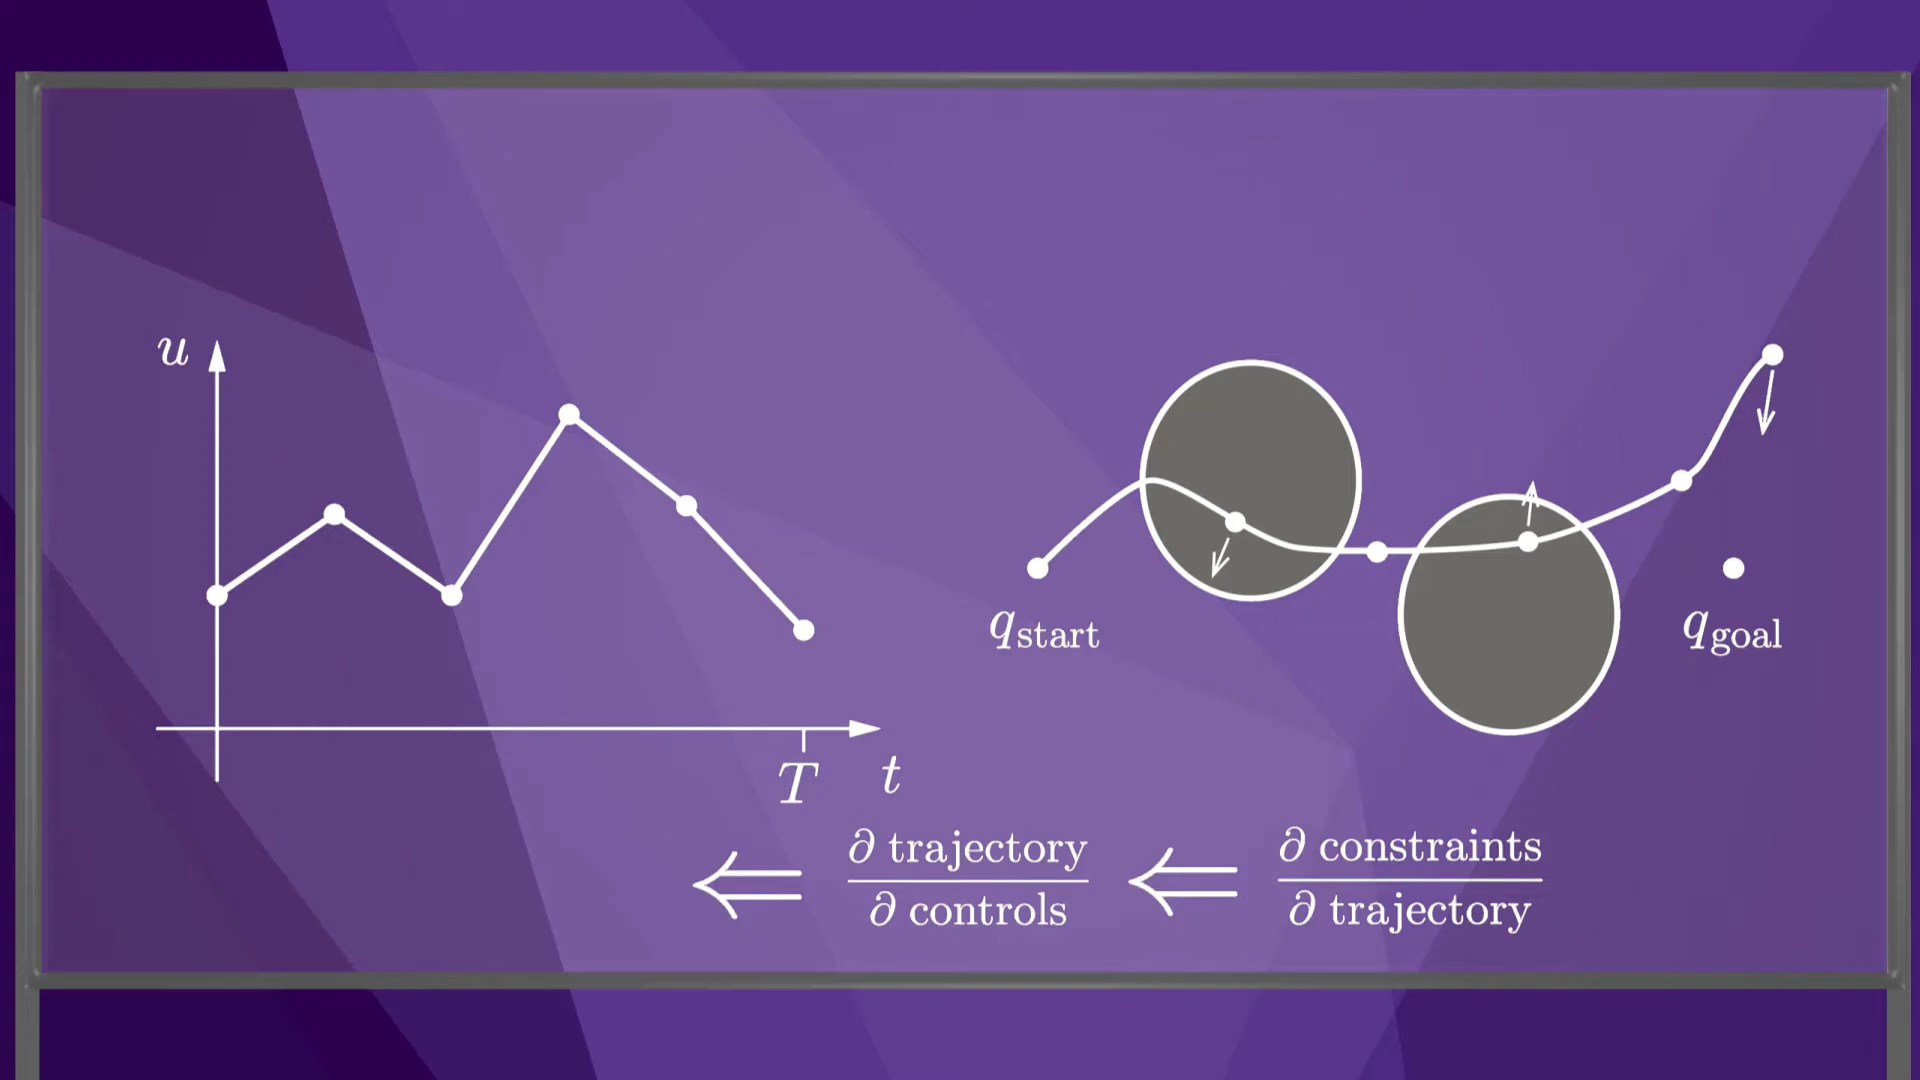 u
q_start
q_goal
T t
⇐ ∂ trajectory / ∂ controls ⇐ ∂ constraints / ∂ trajectory